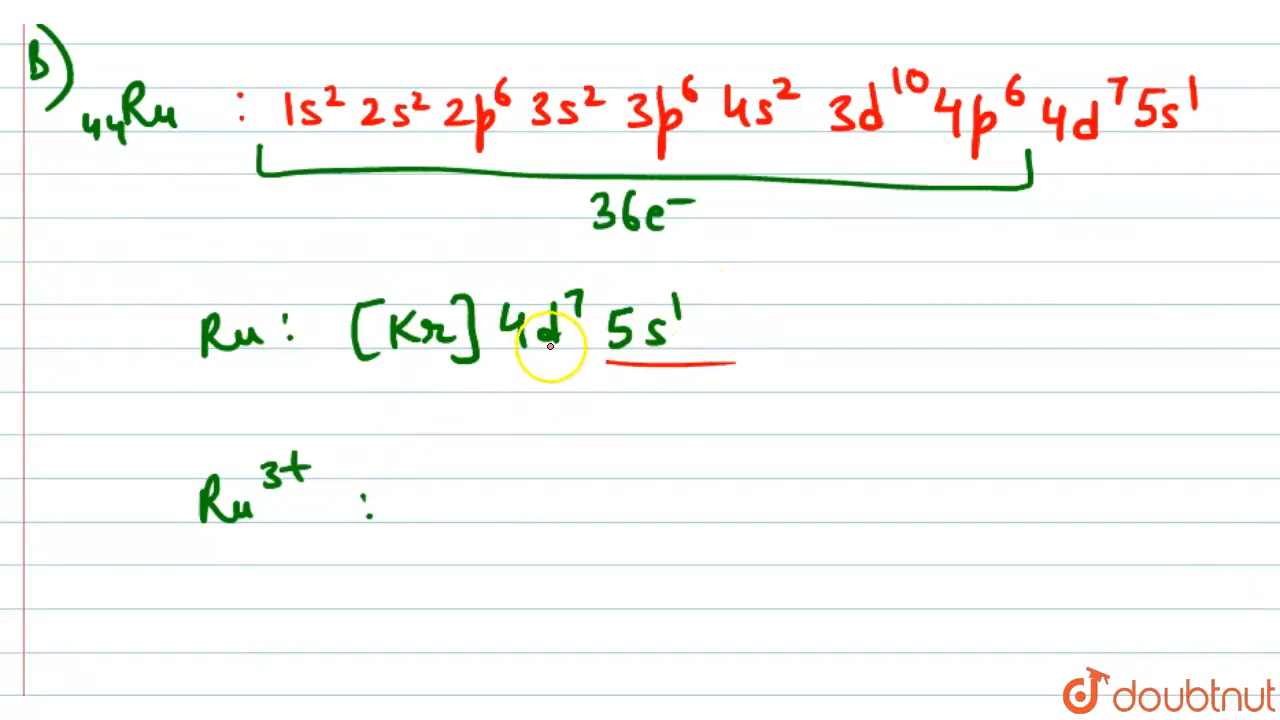 B)
₄₄Ru : 1s² 2s² 2p⁶ 3s² 3p⁶ 4s² 3d¹⁰ 4p⁶ 4d⁷ 5s¹
36e⁻
Ru : [Kr] 4d⁷ 5s¹
Ru³⁺ :
doubtnut